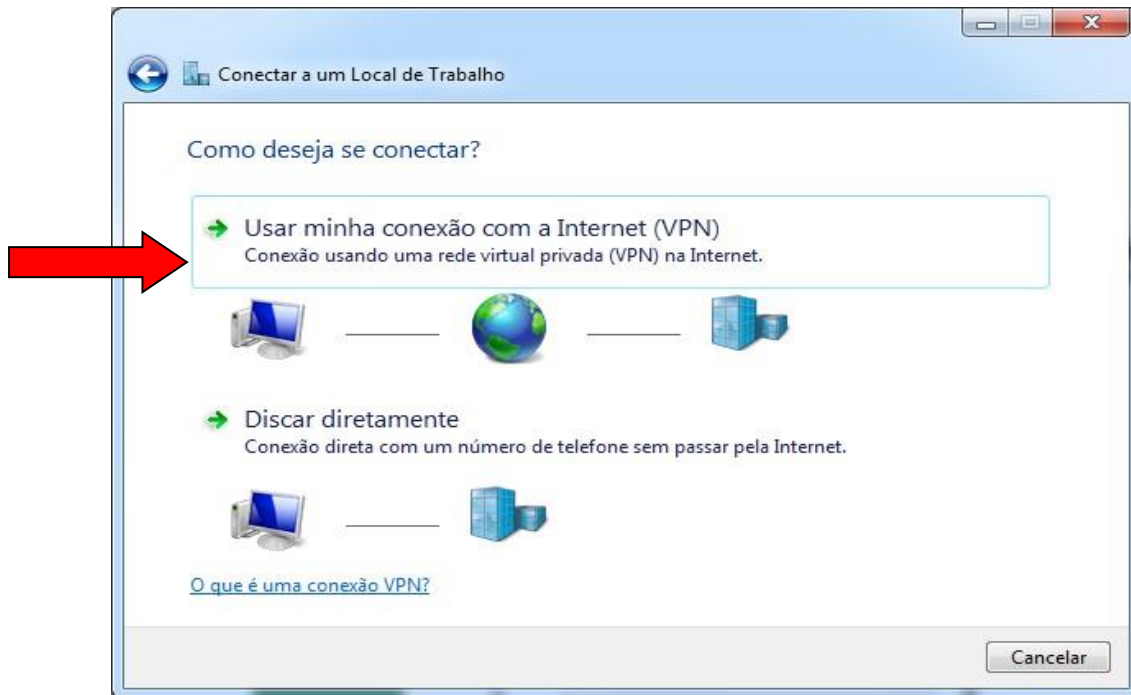 Conectar a um Local de Trabalho
Como deseja se conectar?
Usar minha conexão com a Internet (VPN)
Conexão usando uma rede virtual privada (VPN) na Internet.
Discar diretamente
Conexão direta com um número de telefone sem passar pela Internet.
O que é uma conexão VPN?
Cancelar